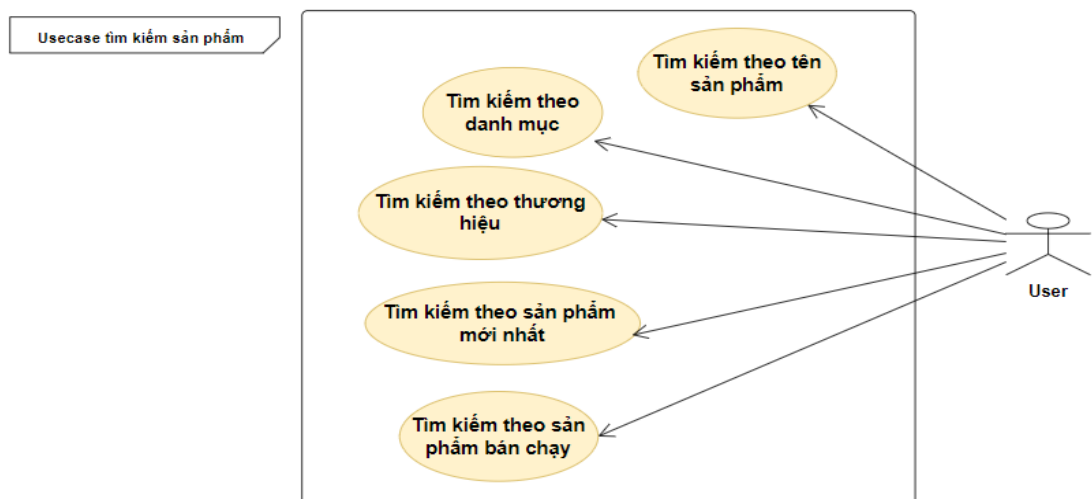 Usecase tìm kiếm sản phẩm
Tìm kiếm theo tên
sản phẩm
Tìm kiếm theo
danh mục
Tìm kiếm theo thương
hiệu
Tìm kiếm theo sản phẩm
mới nhất
Tìm kiếm theo sản
phẩm bán chạy
User